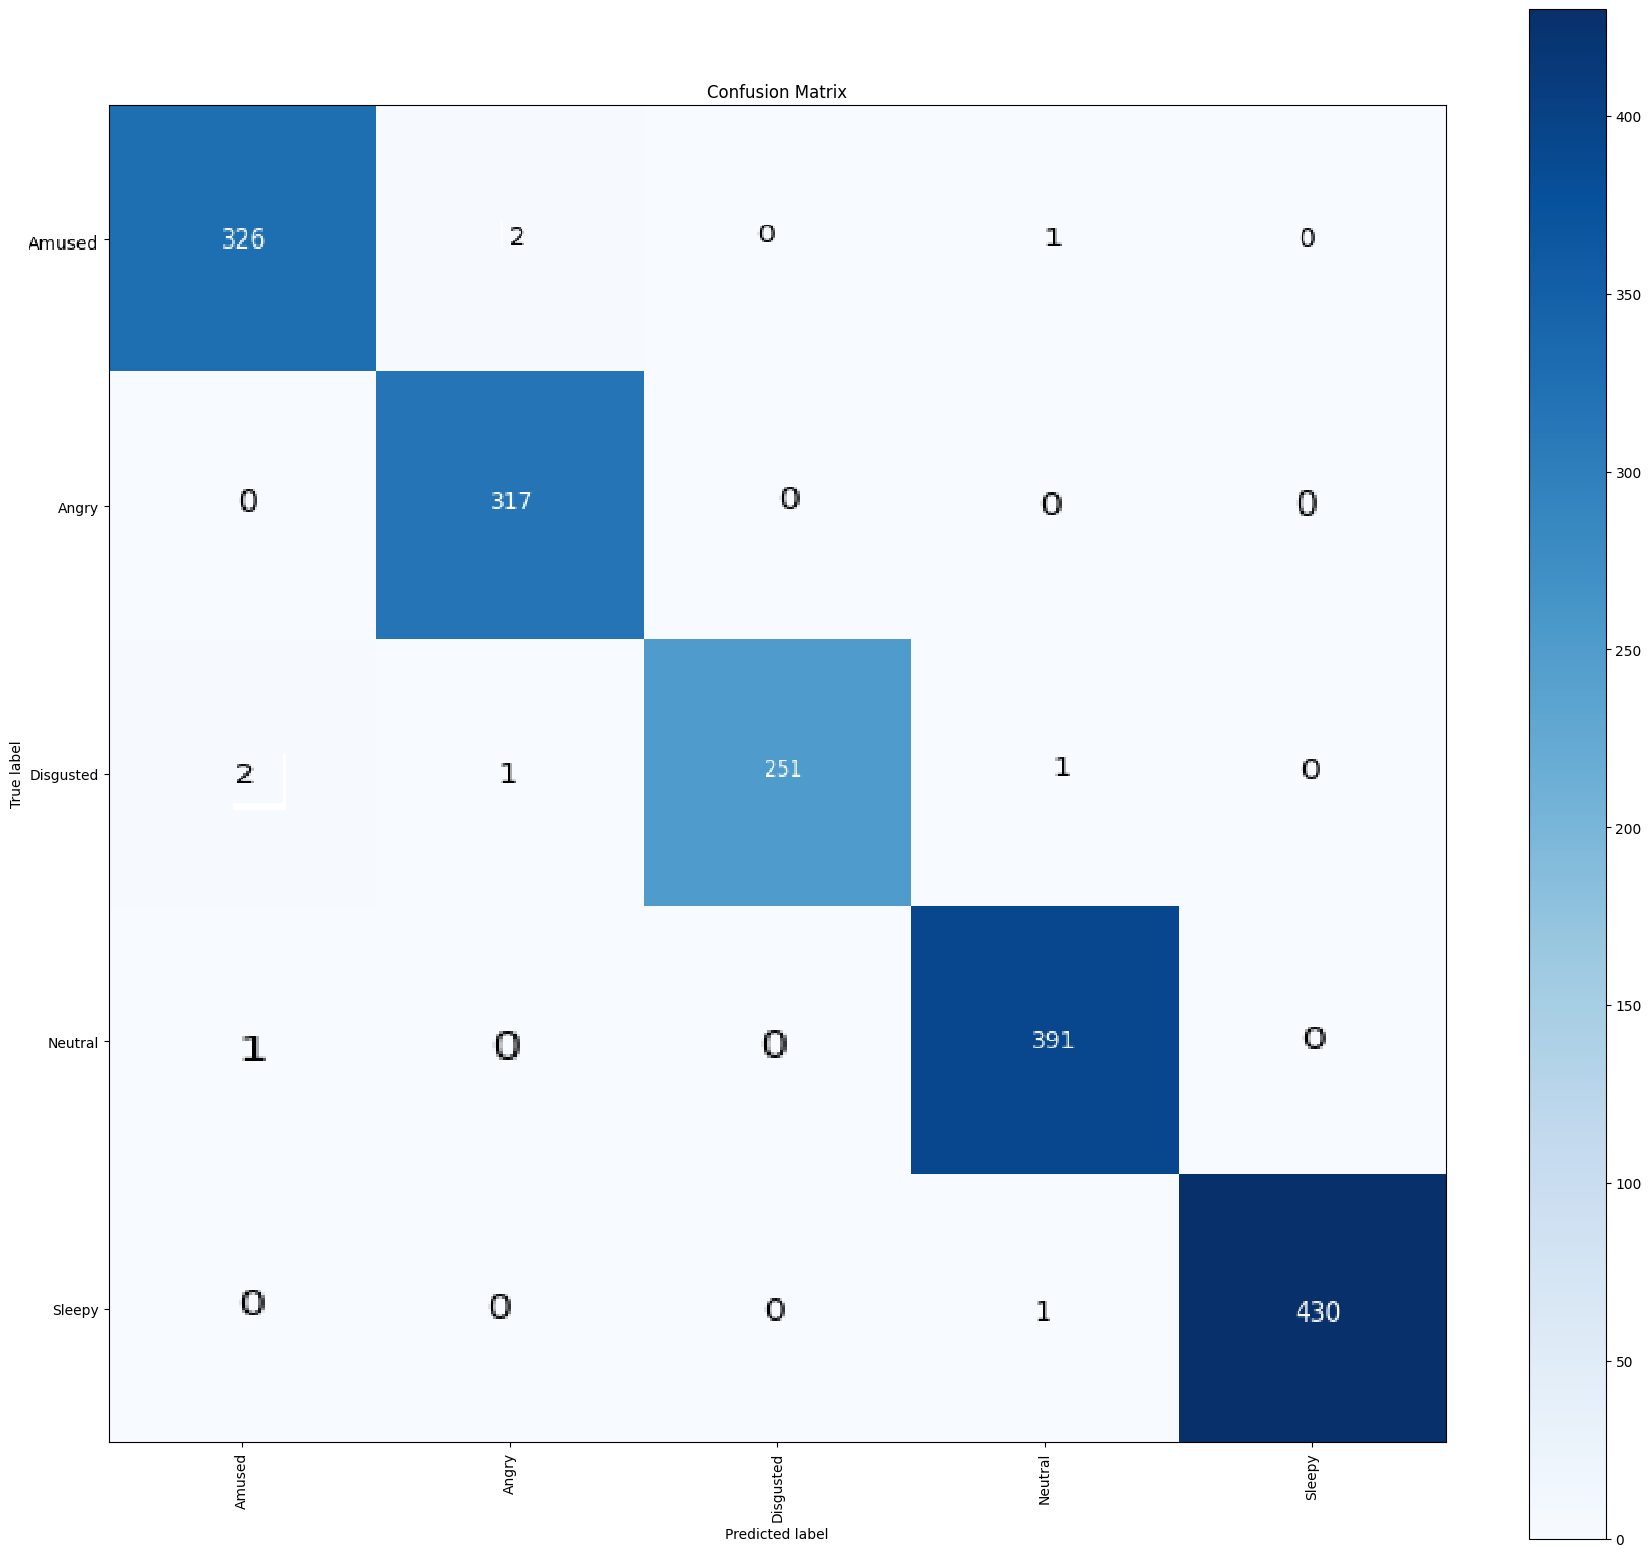 Confusion Matrix
Amused 326 2 0 1 0
Angry 0 317 0 0 0
Disgusted 2 1 251 1 0
Neutral 1 0 0 391 0
Sleepy 0 0 0 1 430
True label
Amused Angry Disgusted Neutral Sleepy
Predicted label
400
350
300
250
200
150
100
50
0